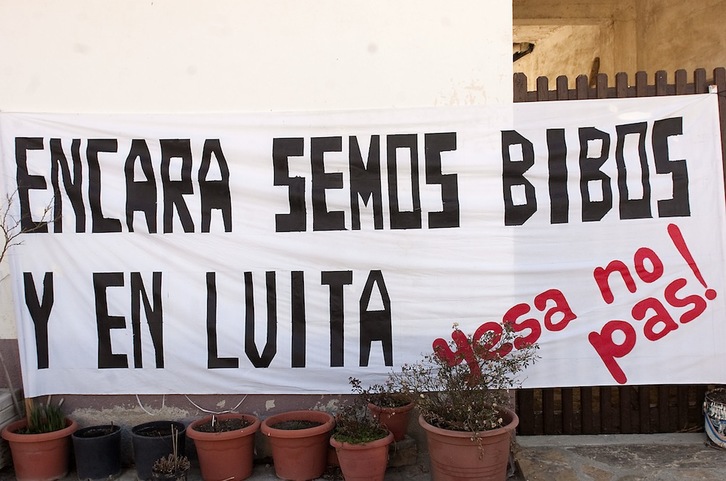 ENCARA SEMOS BIBOS
Y EN LUITA
yesa no
pas!